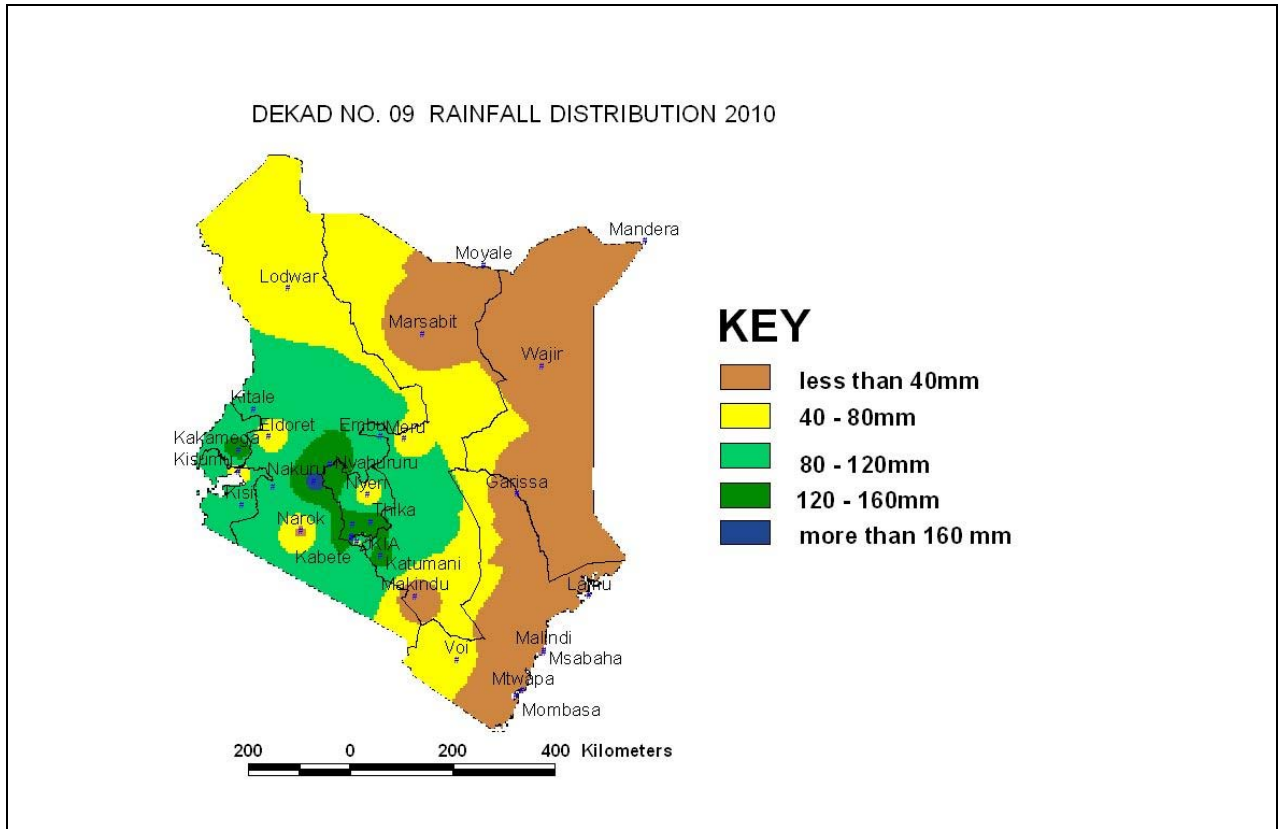 DEKAD NO. 09 RAINFALL DISTRIBUTION 2010
Mandera
Moyale
Lodwar
Marsabit
Wajir
KEY
less than 40mm
40 - 80mm
80 - 120mm
120 - 160mm
more than 160 mm
Kitale
Eldoret
Embu
Meru
Kakamega
Kisumu
Nakuru
Nyahururu
Kisii
Nyeri
Garissa
Narok
Thika
Kabete
Katumani
Makindu
Lamu
Voi
Malindi
Msabaha
Mtwapa
Mombasa
200 0 200 400 Kilometers